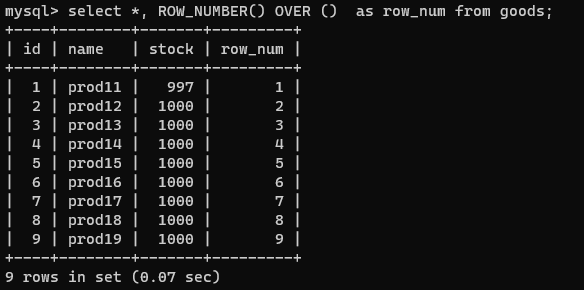 mysql> select *, ROW_NUMBER() OVER ()  as row_num from goods;
+----+--------+-------+---------+
| id | name   | stock | row_num |
+----+--------+-------+---------+
|  1 | prod11 |   997 |       1 |
|  2 | prod12 |  1000 |       2 |
|  3 | prod13 |  1000 |       3 |
|  4 | prod14 |  1000 |       4 |
|  5 | prod15 |  1000 |       5 |
|  6 | prod16 |  1000 |       6 |
|  7 | prod17 |  1000 |       7 |
|  8 | prod18 |  1000 |       8 |
|  9 | prod19 |  1000 |       9 |
+----+--------+-------+---------+
9 rows in set (0.07 sec)